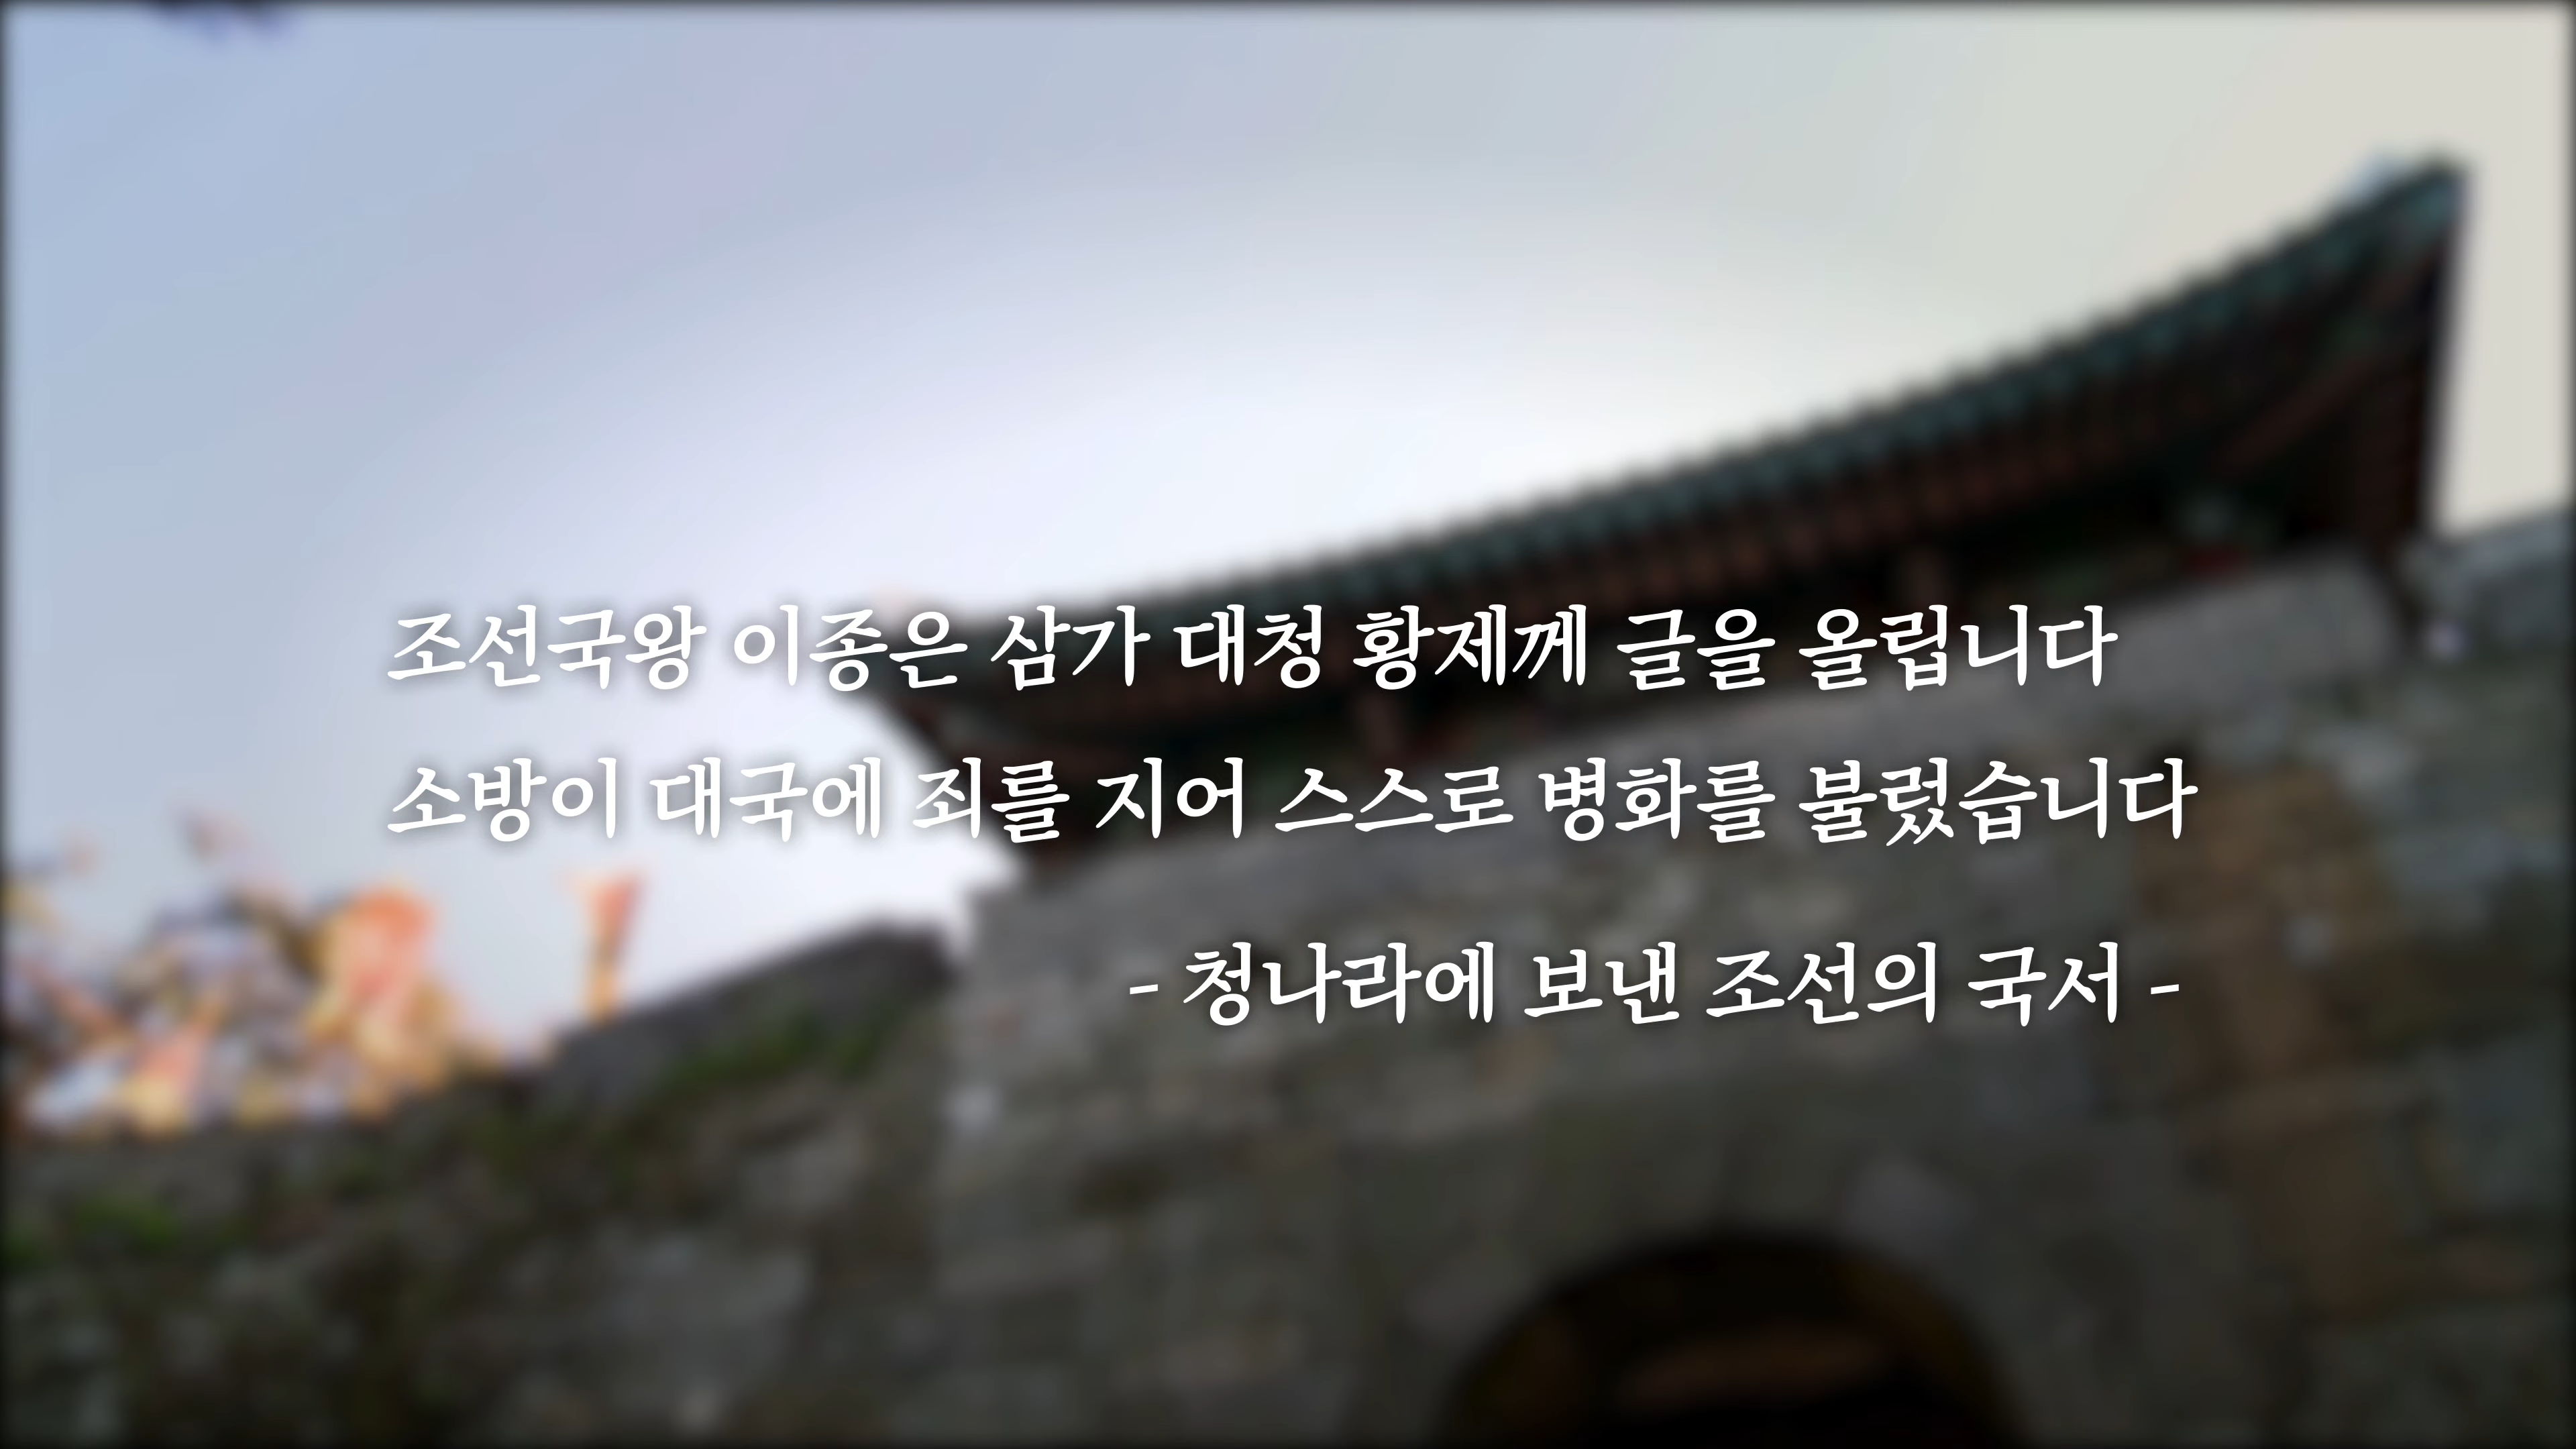 조선국왕 이종은 삼가 대청 황제께 글을 올립니다
소방이 대국에 죄를 지어 스스로 병화를 불렀습니다
- 청나라에 보낸 조선의 국서 -